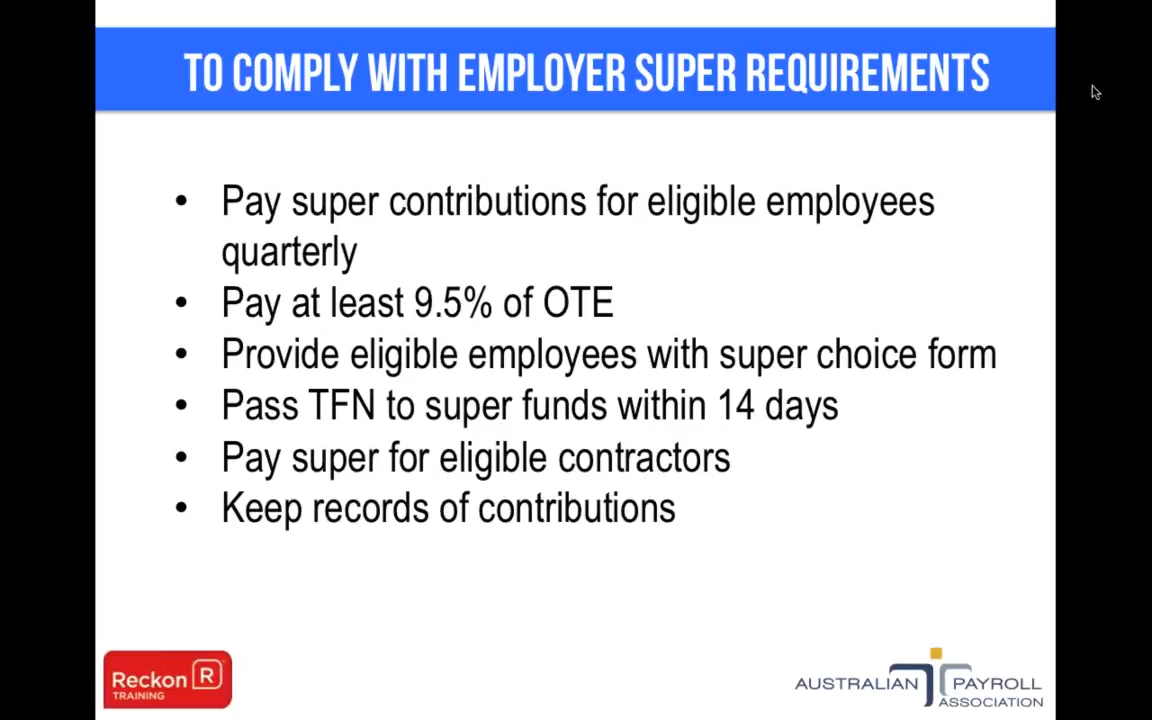 TO COMPLY WITH EMPLOYER SUPER REQUIREMENTS
• Pay super contributions for eligible employees
quarterly
• Pay at least 9.5% of OTE
• Provide eligible employees with super choice form
• Pass TFN to super funds within 14 days
• Pay super for eligible contractors
• Keep records of contributions
Reckon R
TRAINING
AUSTRALIAN PAYROLL
ASSOCIATION